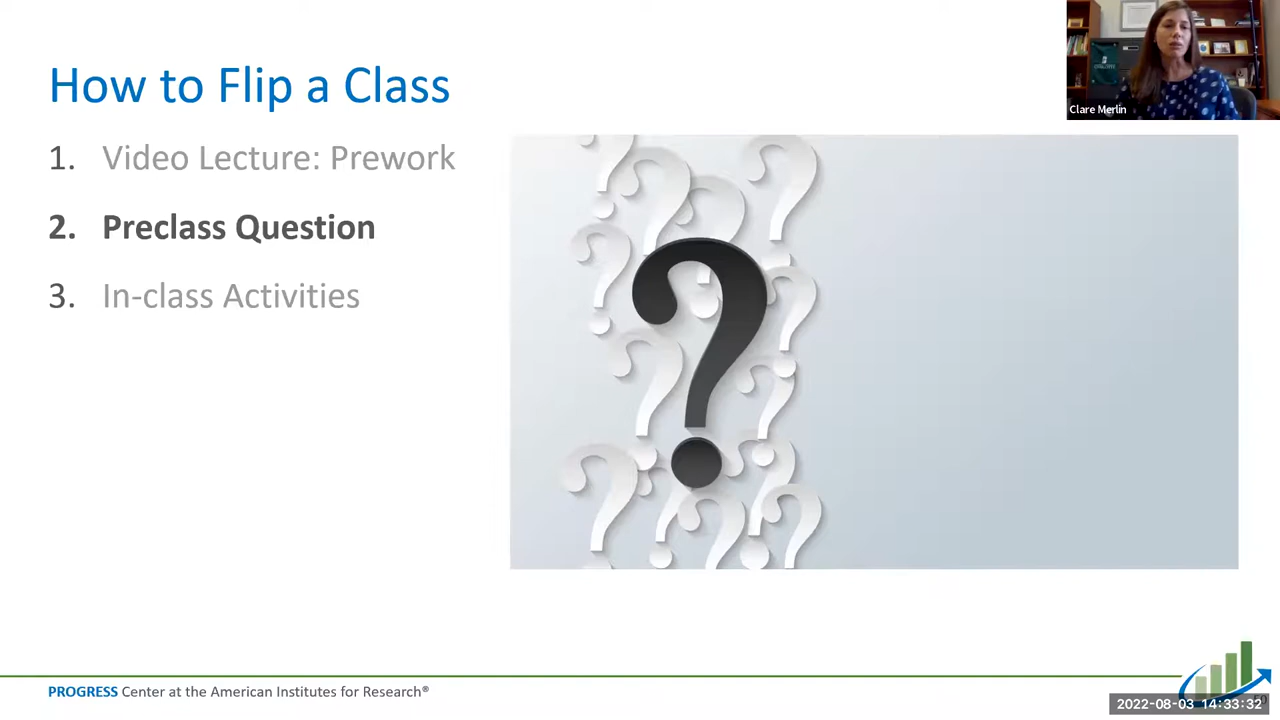 Clare Merlin
How to Flip a Class
1. Video Lecture: Prework
2. Preclass Question
3. In-class Activities
?
PROGRESS Center at the American Institutes for Research®
2022-08-03 14:33:32